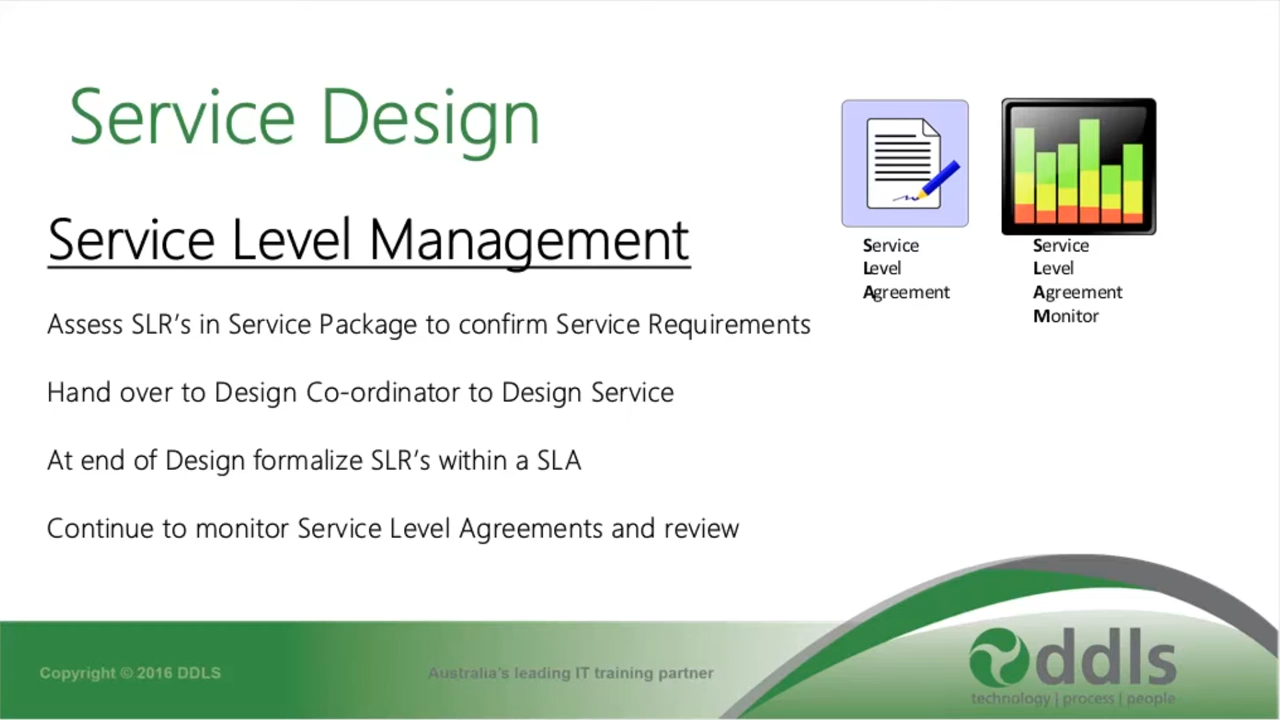 Service Design
Service Level Management
Assess SLR's in Service Package to confirm Service Requirements
Hand over to Design Co-ordinator to Design Service
At end of Design formalize SLR's within a SLA
Continue to monitor Service Level Agreements and review
Service
Level
Agreement
Service
Level
Agreement
Monitor
Copyright © 2016 DDLS
Australia's leading IT training partner
ddls
technology | process | people